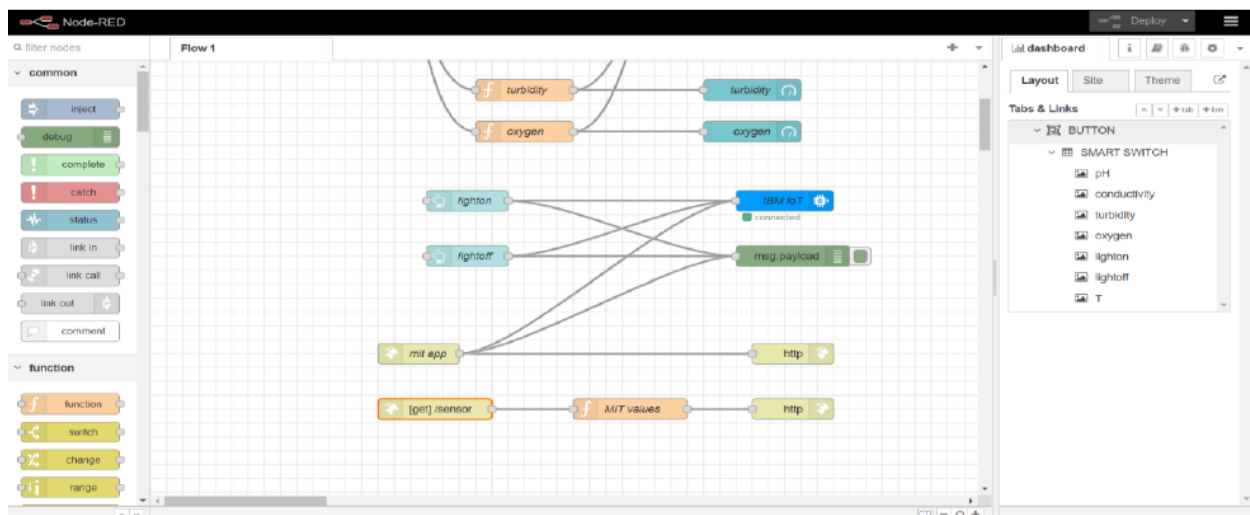 Node-RED
Deploy
filter nodes
Flow 1
dashboard
common
inject
debug
complete
catch
status
link in
link call
link out
comment
function
function
switch
change
range
turbidity
turbidity
oxygen
oxygen
lighton
IBM IoT
connected
lightoff
msg.payload
mit app
http
[get] /sensor
MIT values
http
Layout
Site
Theme
Tabs & Links
+tab
+link
BUTTON
SMART SWITCH
pH
conductivity
turbidity
oxygen
lighton
lightoff
T